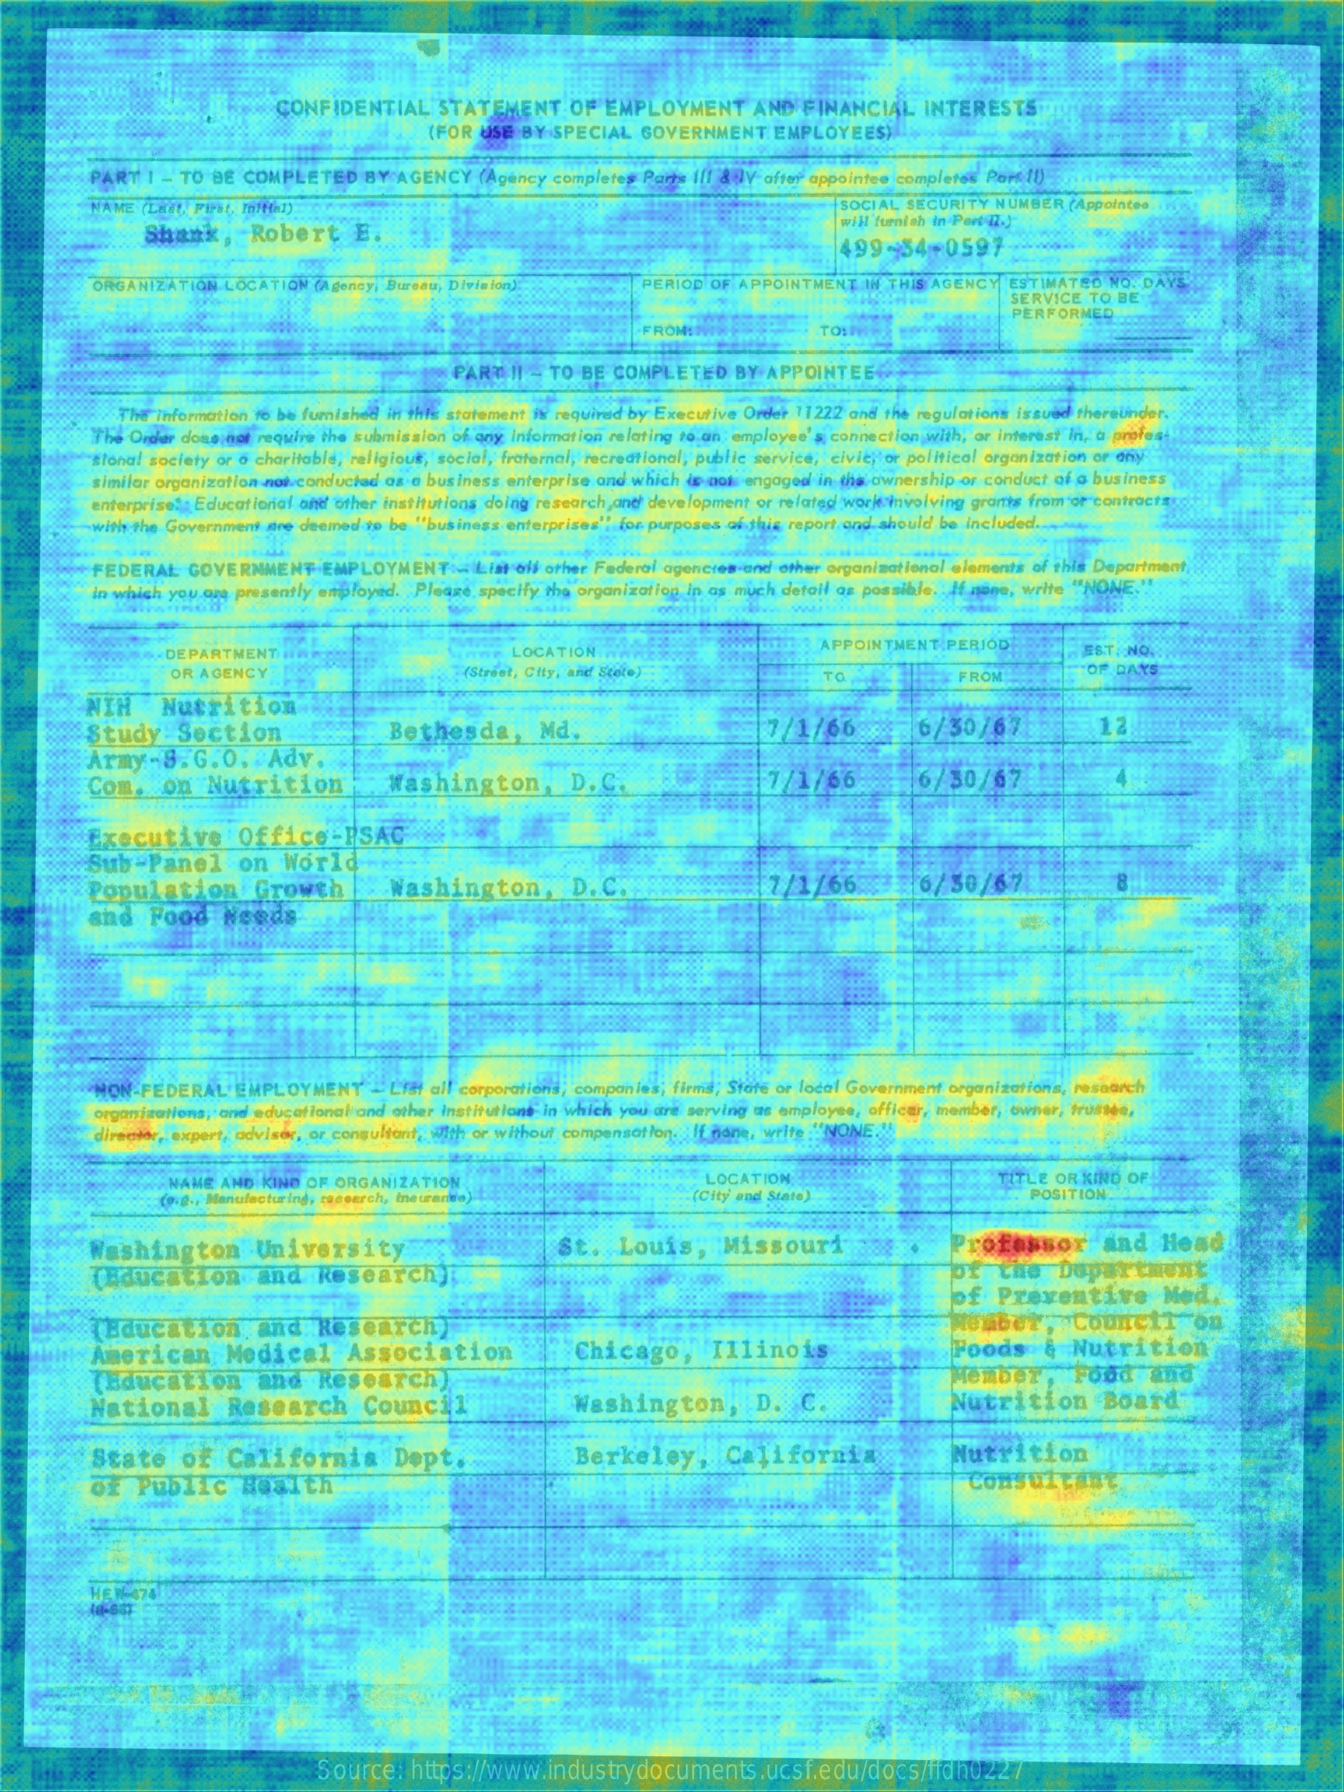 CONFIDENTIAL STATEMENT OF EMPLOYMENT AND FINANCIAL INTERESTS
(FOR USE BY SPECIAL GOVERNMENT EMPLOYEES)
PART I - TO BE COMPLETED BY AGENCY (Agency completes Parts III & IV after appointee completes Part II)
NAME (Last, First, Initial)
Shank, Robert E.
SOCIAL SECURITY NUMBER (Appointee
will furnish in Part II.)
499-34-0597
ORGANIZATION LOCATION (Agency, Bureau, Division)
PERIOD OF APPOINTMENT IN THIS AGENCY
FROM: TO:
ESTIMATED NO. DAYS
SERVICE TO BE
PERFORMED
PART II - TO BE COMPLETED BY APPOINTEE
The information to be furnished in this statement is required by Executive Order 11222 and the regulations issued thereunder.
The Order does not require the submission of any information relating to an employee's connection with, or interest in, a profes-
sional society or a charitable, religious, social, fraternal, recreational, public service, civic, or political organization or any
similar organization not conducted as a business enterprise and which is not engaged in the ownership or conduct of a business
enterprise. Educational and other institutions doing research and development or related work involving grants from or contracts
with the Government are deemed to be "business enterprises" for purposes of this report and should be included.
FEDERAL GOVERNMENT EMPLOYMENT - List all other Federal agencies and other organizational elements of this Department,
in which you are presently employed. Please specify the organization in as much detail as possible. If none, write "NONE."
DEPARTMENT
OR AGENCY
LOCATION
(Street, City, and State)
APPOINTMENT PERIOD
TO FROM
EST. NO.
OF DAYS
NIH Nutrition
Study Section Bethesda, Md. 7/1/66 6/30/67 12
Army-S.G.O. Adv.
Com. on Nutrition Washington, D.C. 7/1/66 6/30/67 4
Executive Office-PSAC
Sub-Panel on World
Population Growth Washington, D.C. 7/1/66 6/30/67 8
and Food Needs
NON-FEDERAL EMPLOYMENT - List all corporations, companies, firms, State or local Government organizations, research
organizations, and educational and other institutions in which you are serving as employee, officer, member, owner, trustee,
director, expert, advisor, or consultant, with or without compensation. If none, write "NONE."
NAME AND KIND OF ORGANIZATION
(e.g., Manufacturing, research, insurance)
LOCATION
(City and State)
TITLE OR KIND OF
POSITION
Washington University St. Louis, Missouri Professor and Head
(Education and Research) of the Department
of Preventive Med.
(Education and Research) Member, Council on
American Medical Association Chicago, Illinois Foods & Nutrition
(Education and Research) Member, Food and
National Research Council Washington, D. C. Nutrition Board
State of California Dept. Berkeley, California Nutrition
of Public Health Consultant
HEW-474
Source: https://www.industrydocuments.ucsf.edu/docs/ffdh0227